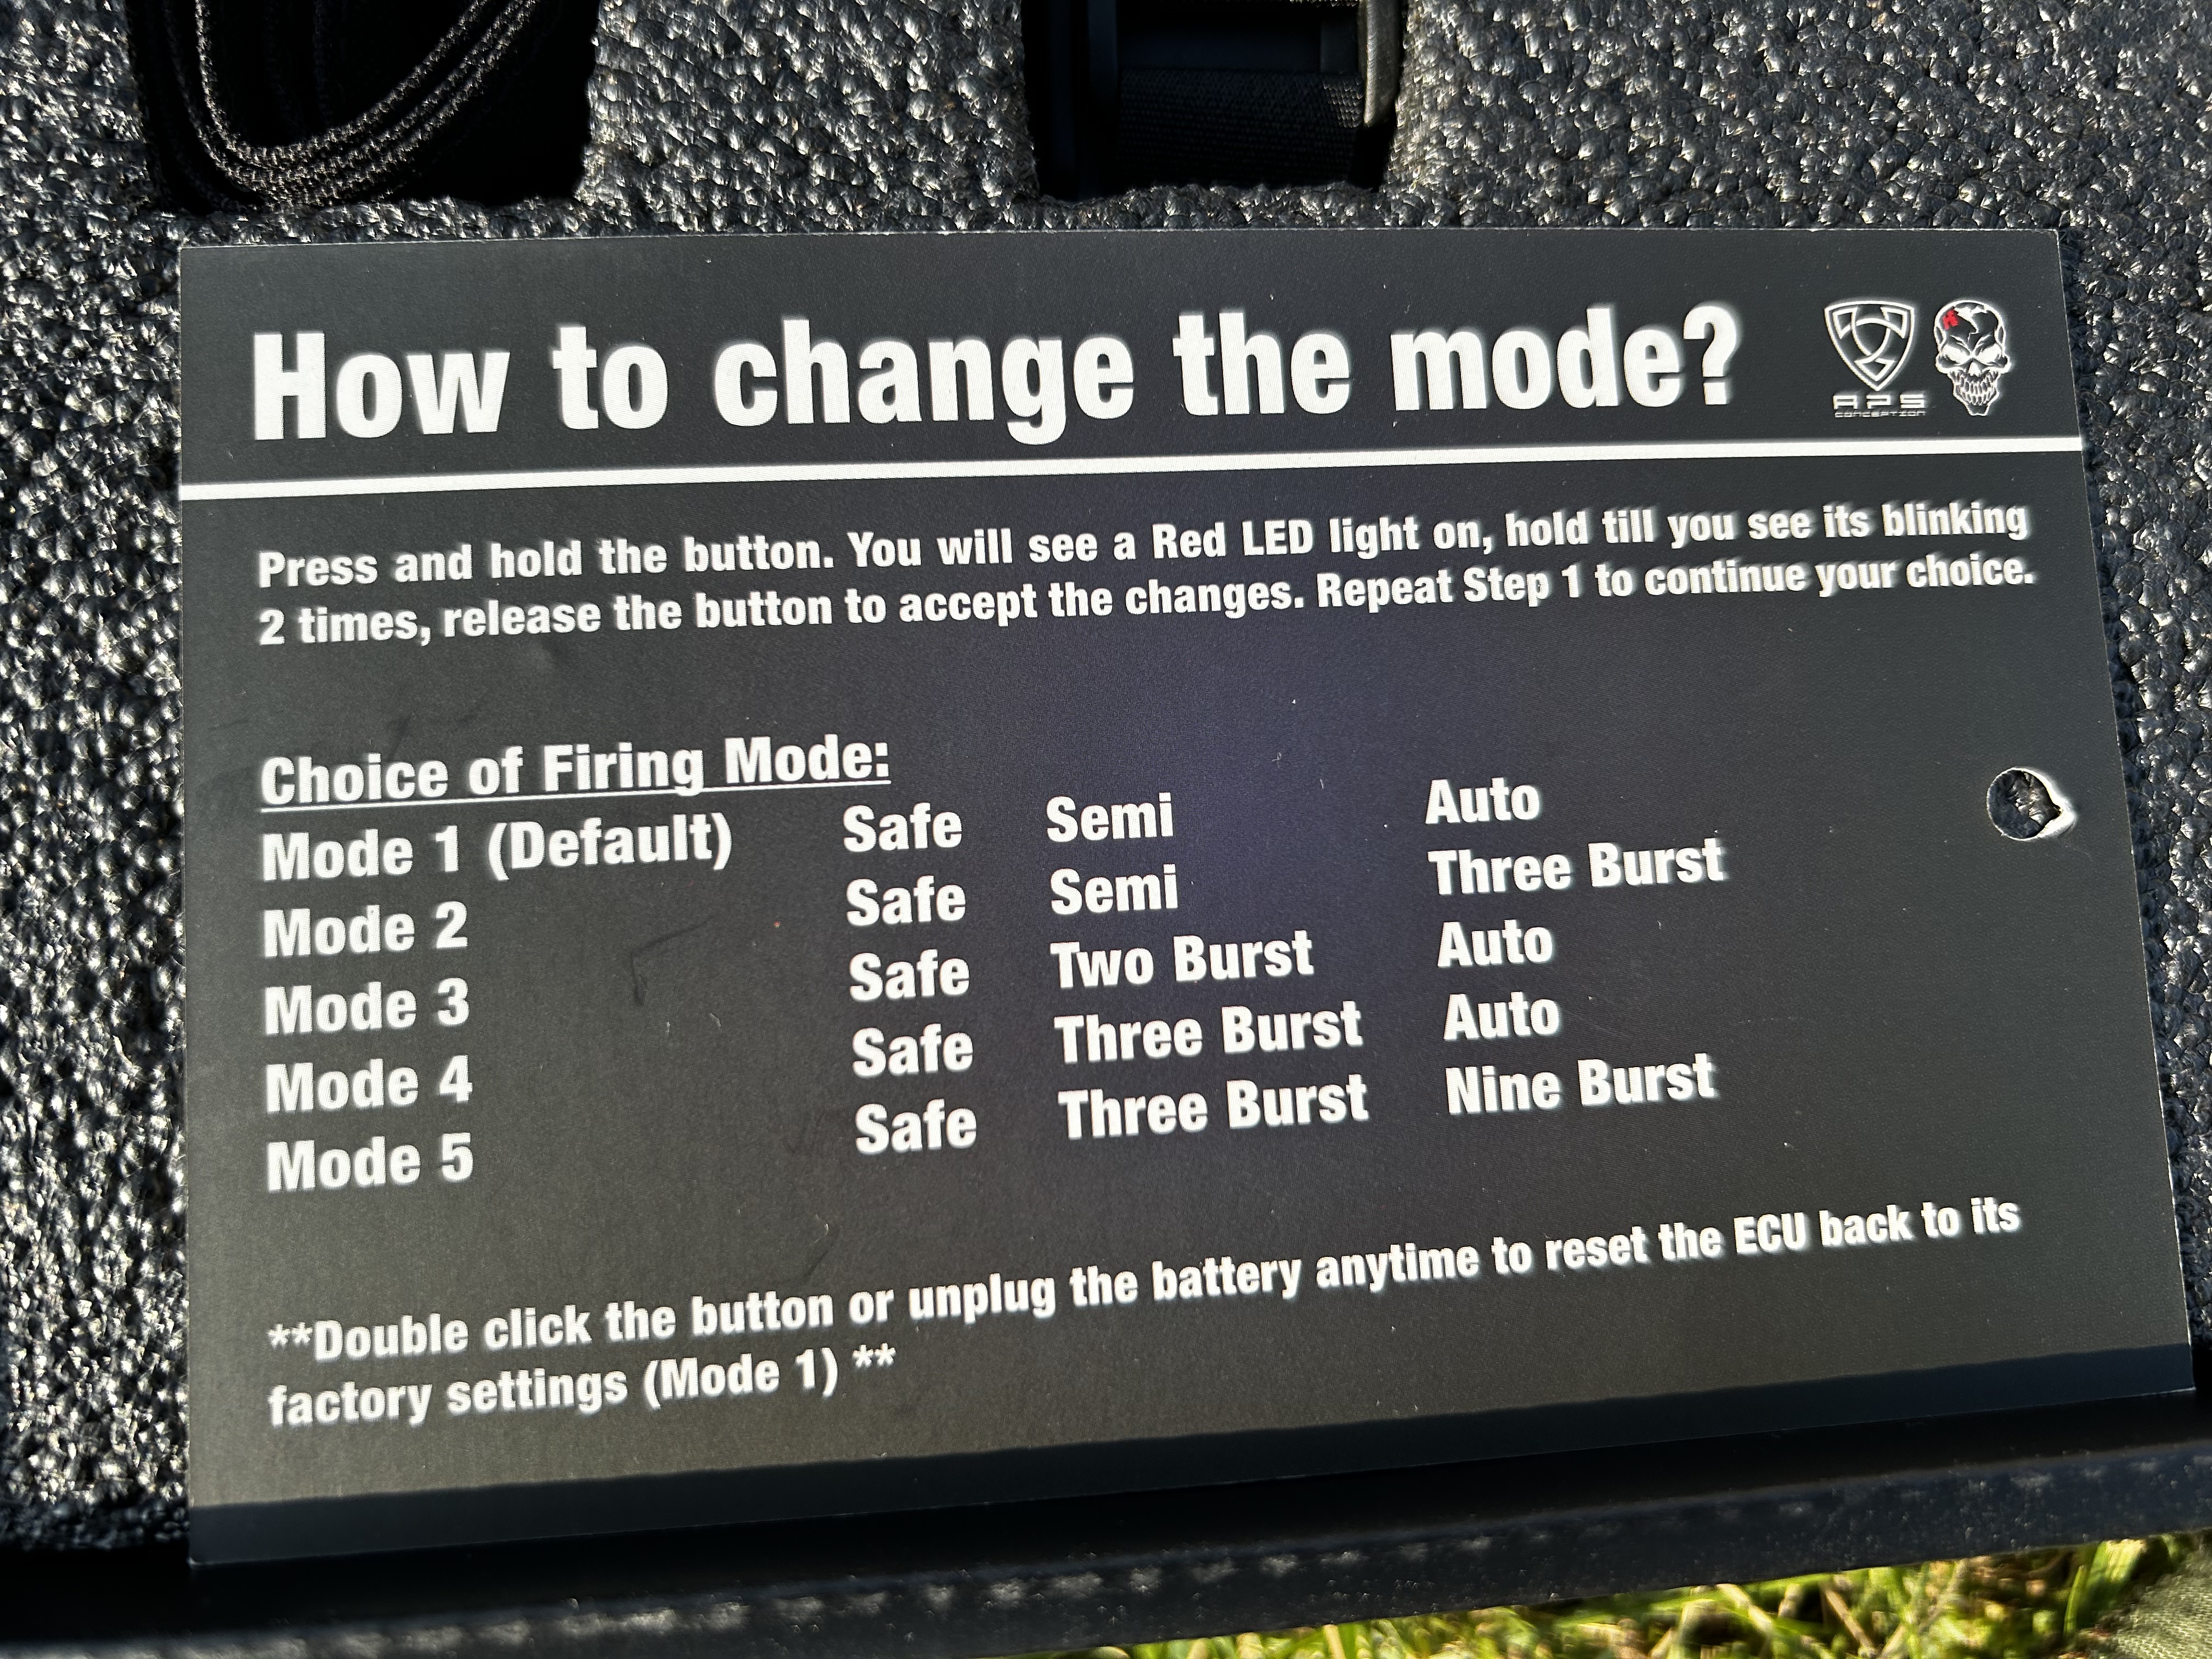 How to change the mode?
APS
CONCEPTION
Press and hold the button. You will see a Red LED light on, hold till you see its blinking
2 times, release the button to accept the changes. Repeat Step 1 to continue your choice.
Choice of Firing Mode:
Mode 1 (Default) Safe Semi Auto
Mode 2 Safe Semi Three Burst
Mode 3 Safe Two Burst Auto
Mode 4 Safe Three Burst Auto
Mode 5 Safe Three Burst Nine Burst
**Double click the button or unplug the battery anytime to reset the ECU back to its
factory settings (Mode 1) **